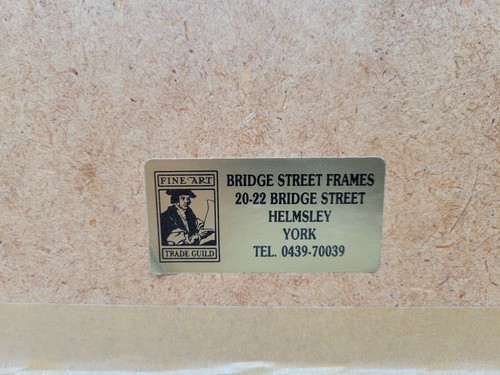 FINE ART
TRADE GUILD
BRIDGE STREET FRAMES
20-22 BRIDGE STREET
HELMSLEY
YORK
TEL. 0439-70039